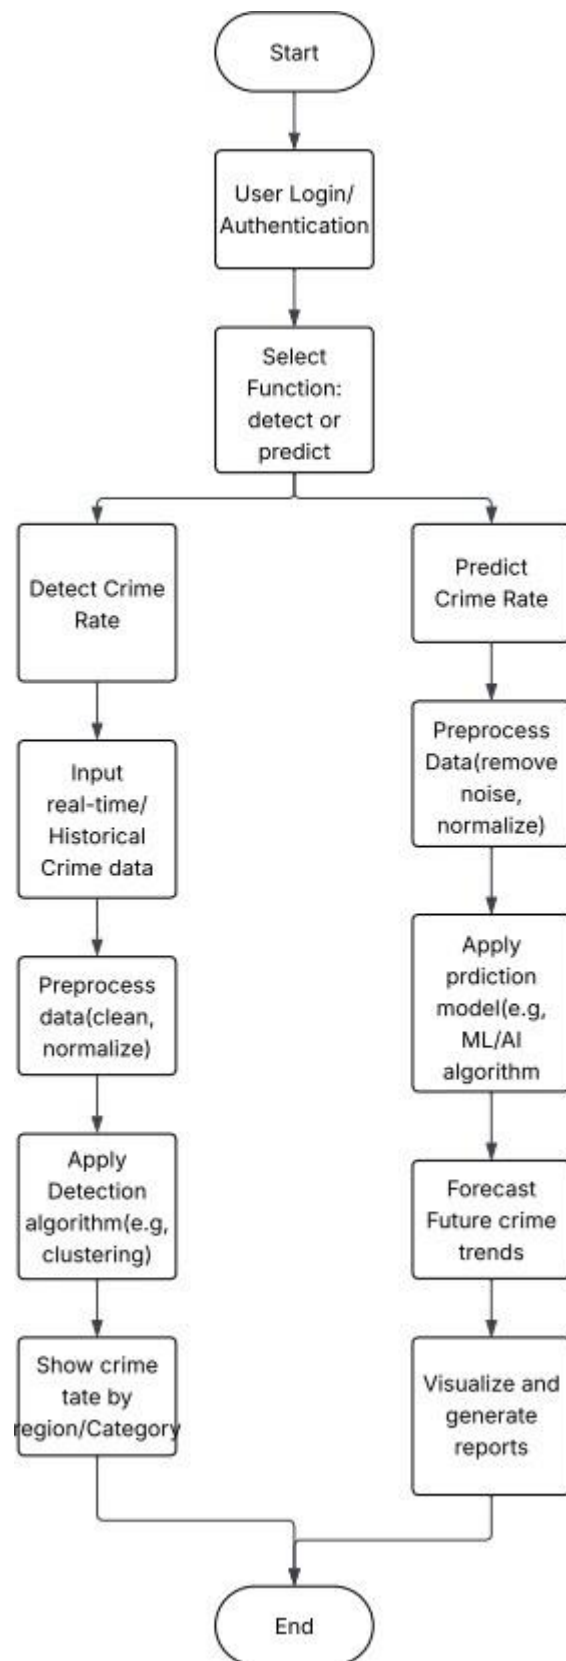 Start
User Login/
Authentication
Select
Function:
detect or
predict
Detect Crime
Rate
Input
real-time/
Historical
Crime data
Preprocess
data(clean,
normalize)
Apply
Detection
algorithm(e.g,
clustering)
Show crime
tate by
region/Category
Predict
Crime Rate
Preprocess
Data(remove
noise,
normalize)
Apply
prdiction
model(e.g,
ML/AI
algorithm
Forecast
Future crime
trends
Visualize and
generate
reports
End